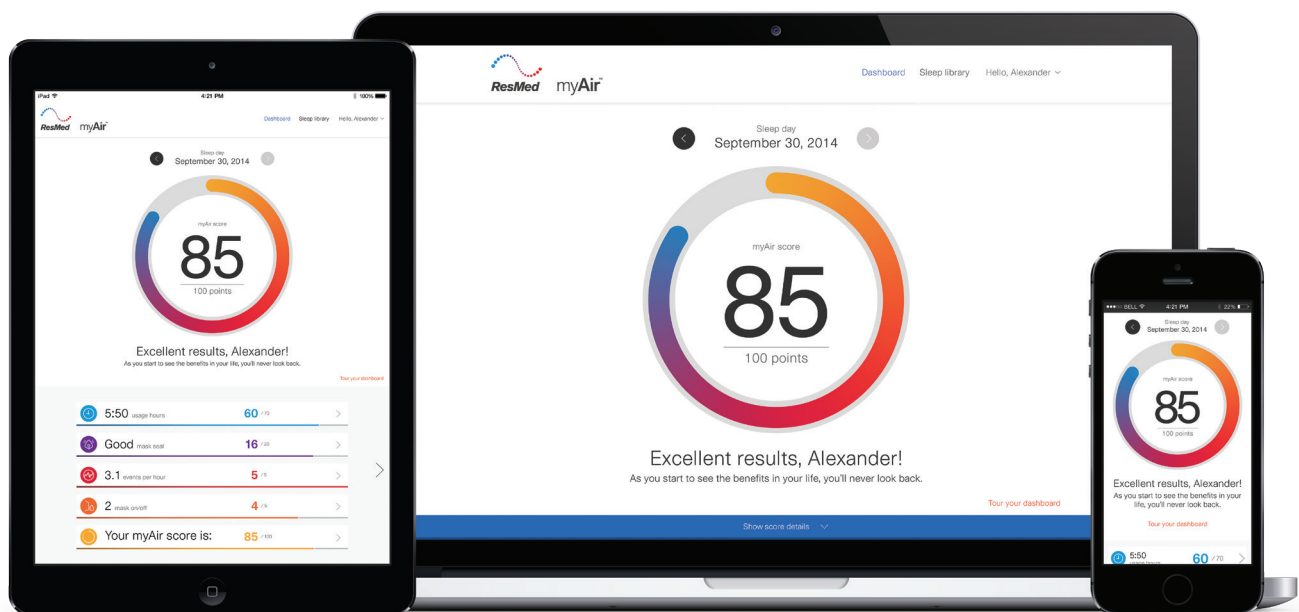 iPad 4:21 PM 100%
ResMed myAir™ Dashboard Sleep library Hello, Alexander
Sleep day
September 30, 2014
myAir score
85
100 points
Excellent results, Alexander!
As you start to see the benefits in your life, you'll never look back.
Tour your dashboard
5:50 usage hours 60 /70
Good mask seal 16 /20
3.1 events per hour 5 /5
2 mask on/off 4 /5
Your myAir score is: 85 /100
ResMed myAir™ Dashboard Sleep library Hello, Alexander
Sleep day
September 30, 2014
myAir score
85
100 points
Excellent results, Alexander!
As you start to see the benefits in your life, you'll never look back.
Tour your dashboard
Show score details
BELL 4:21 PM 22%
Sleep day
September 30, 2014
myAir score
85
100 points
Excellent results, Alexander!
As you start to see the benefits in your
life, you'll never look back.
Tour your dashboard
5:50 60 /70
usage hours